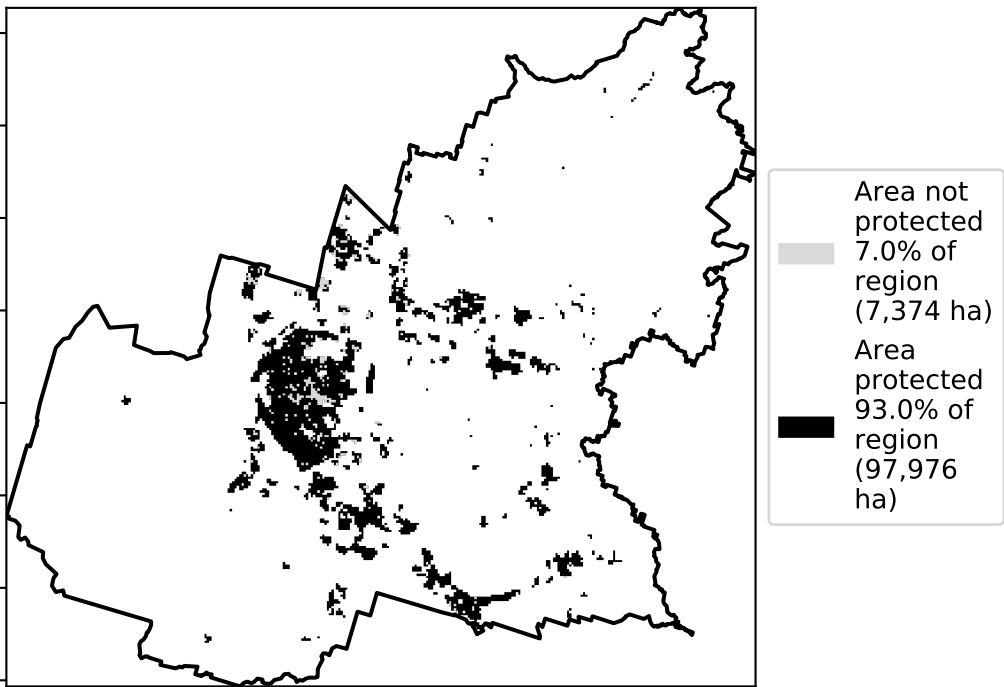 Area not
protected
7.0% of
region
(7,374 ha)
Area
protected
93.0% of
region
(97,976
ha)